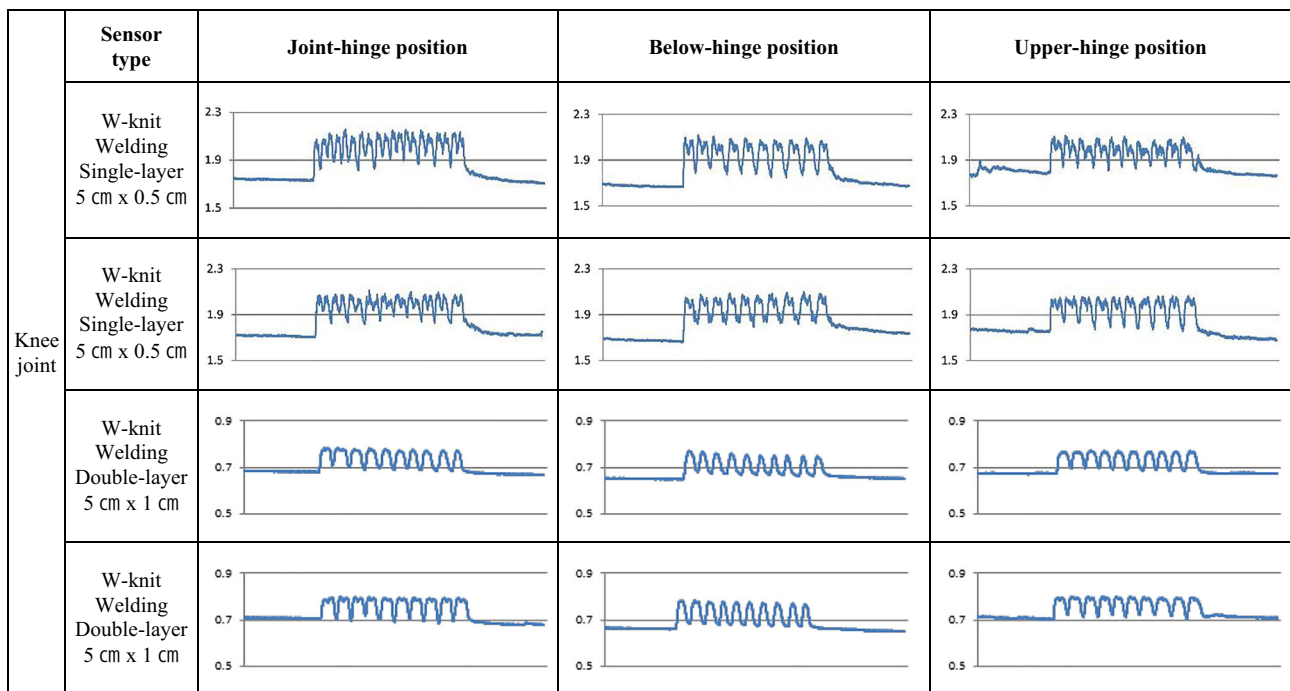 Sensor
type
Joint-hinge position
Below-hinge position
Upper-hinge position
Knee
joint
W-knit
Welding
Single-layer
5 cm x 0.5 cm
2.3
1.9
1.5
2.3
1.9
1.5
2.3
1.9
1.5
W-knit
Welding
Single-layer
5 cm x 0.5 cm
2.3
1.9
1.5
2.3
1.9
1.5
2.3
1.9
1.5
W-knit
Welding
Double-layer
5 cm x 1 cm
0.9
0.7
0.5
0.9
0.7
0.5
0.9
0.7
0.5
W-knit
Welding
Double-layer
5 cm x 1 cm
0.9
0.7
0.5
0.9
0.7
0.5
0.9
0.7
0.5